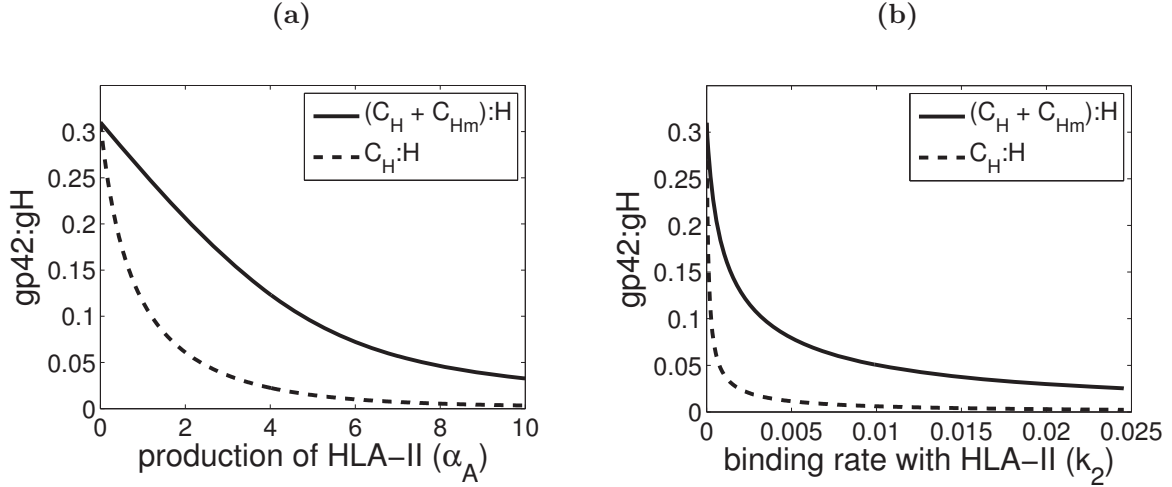 (a)
0.3
0.25
0.2
0.15
0.1
0.05
0
gp42:gH
(C_H + C_Hm):H
C_H:H
0 2 4 6 8 10
production of HLA−II (α_A)
(b)
0.3
0.25
0.2
0.15
0.1
0.05
0
gp42:gH
(C_H + C_Hm):H
C_H:H
0 0.005 0.01 0.015 0.02 0.025
binding rate with HLA−II (k_2)